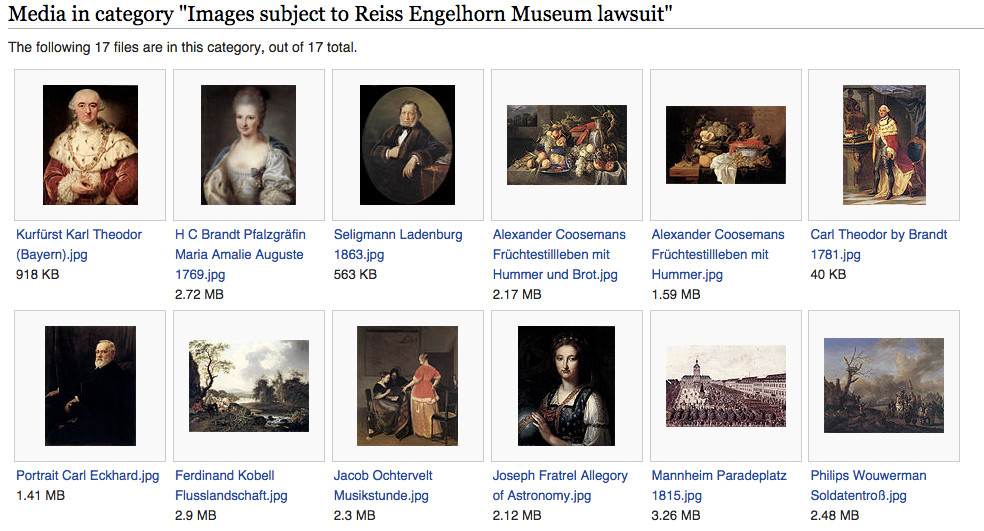 Media in category "Images subject to Reiss Engelhorn Museum lawsuit"
The following 17 files are in this category, out of 17 total.
Kurfürst Karl Theodor
(Bayern).jpg
918 KB
H C Brandt Pfalzgräfin
Maria Amalie Auguste
1769.jpg
2.72 MB
Seligmann Ladenburg
1863.jpg
563 KB
Alexander Coosemans
Früchtestillleben mit
Hummer und Brot.jpg
2.17 MB
Alexander Coosemans
Früchtestillleben mit
Hummer.jpg
1.59 MB
Carl Theodor by Brandt
1781.jpg
40 KB
Portrait Carl Eckhard.jpg
1.41 MB
Ferdinand Kobell
Flusslandschaft.jpg
2.9 MB
Jacob Ochtervelt
Musikstunde.jpg
2.3 MB
Joseph Fratrel Allegory
of Astronomy.jpg
2.12 MB
Mannheim Paradeplatz
1815.jpg
3.26 MB
Philips Wouwerman
Soldatentroß.jpg
2.48 MB